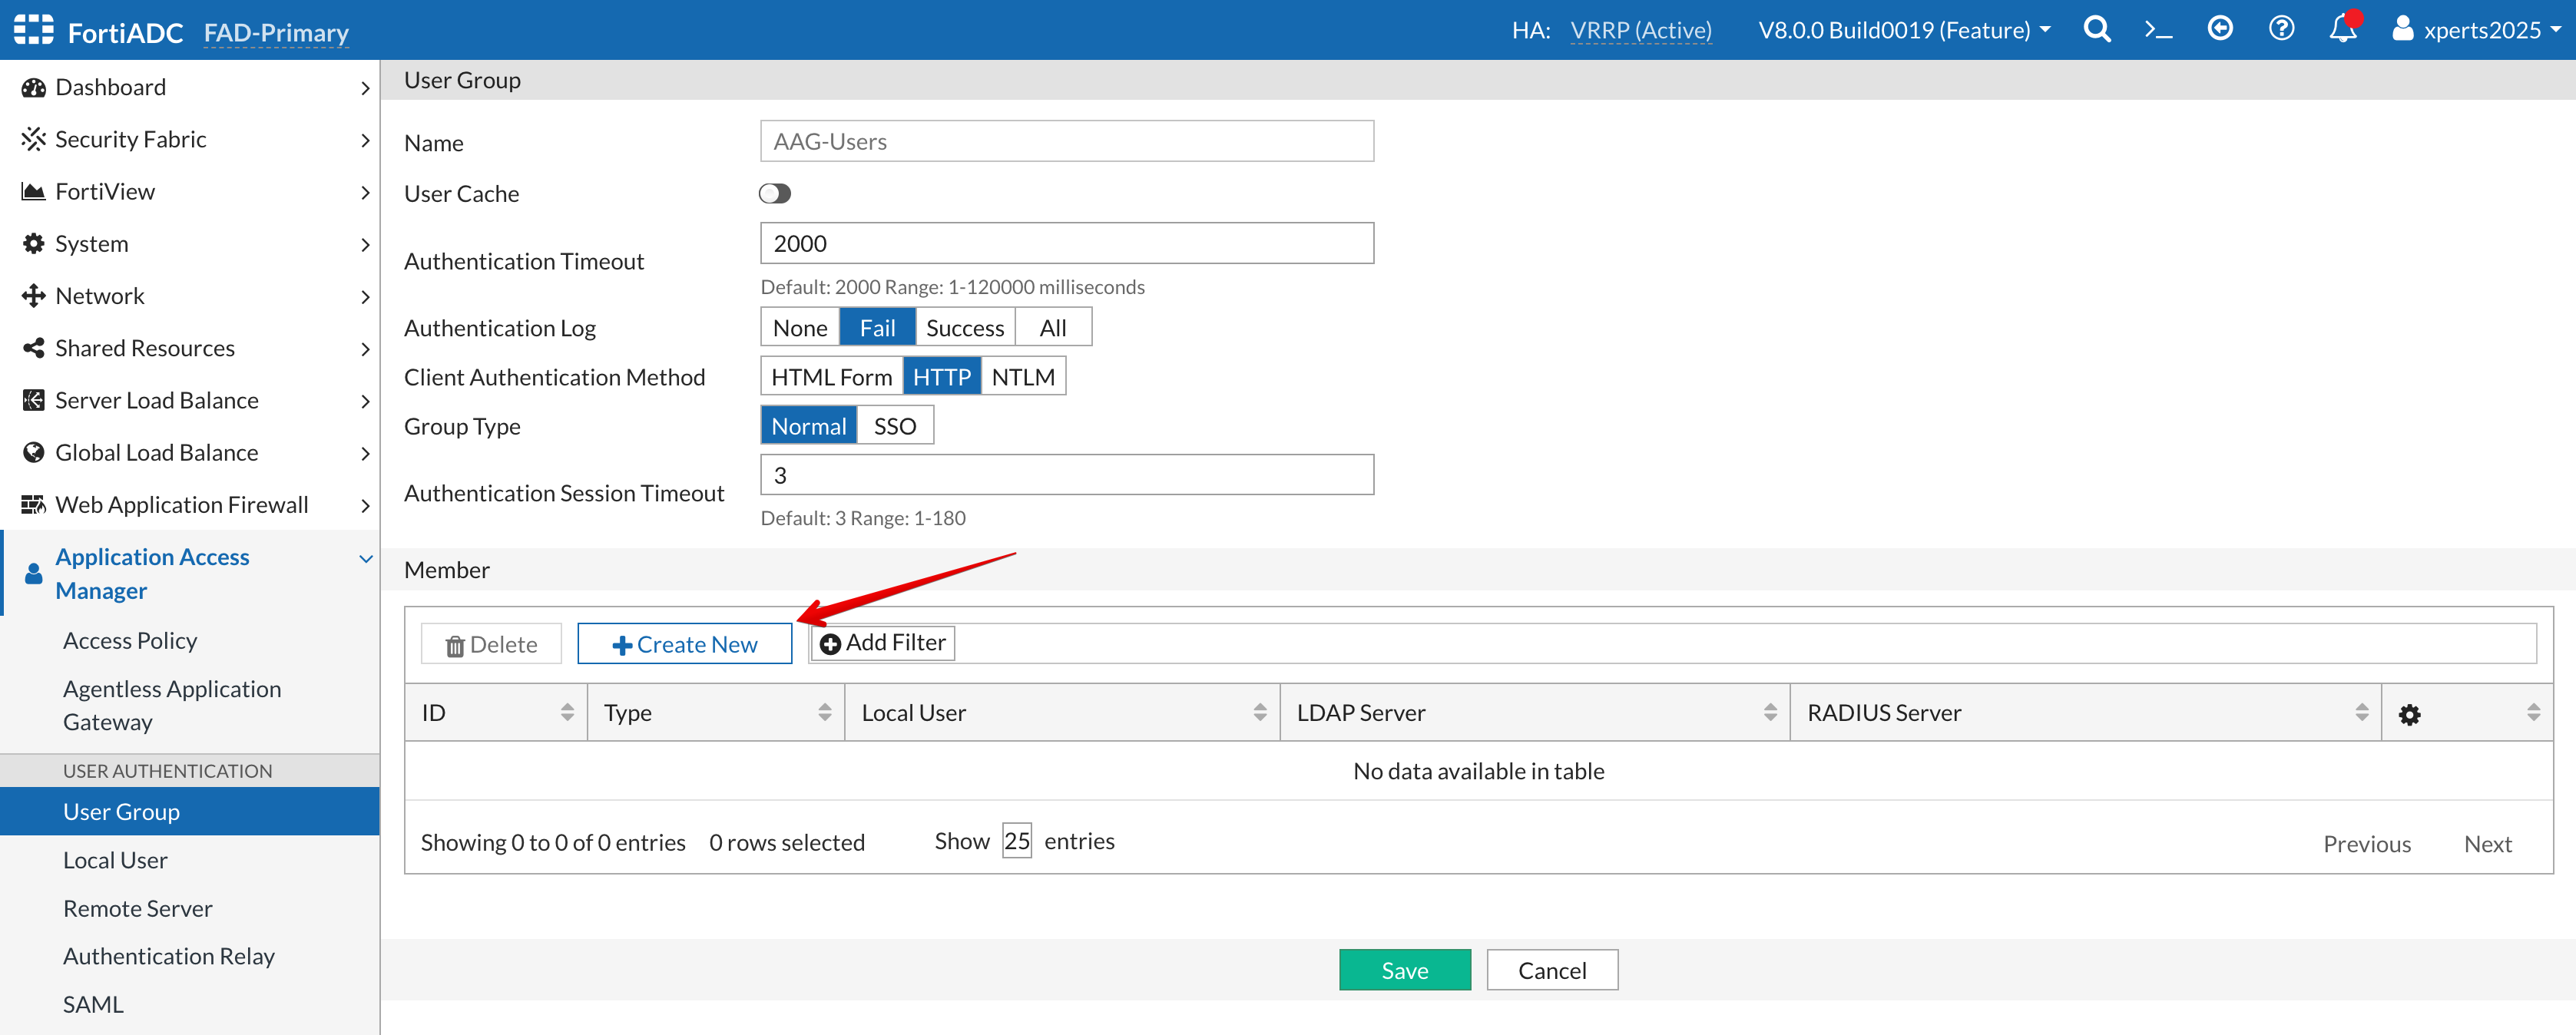 FortiADC FAD-Primary HA: VRRP (Active) V8.0.0 Build0019 (Feature) xperts2025
Dashboard
Security Fabric
FortiView
System
Network
Shared Resources
Server Load Balance
Global Load Balance
Web Application Firewall
Application Access
Manager
Access Policy
Agentless Application
Gateway
USER AUTHENTICATION
User Group
Local User
Remote Server
Authentication Relay
SAML
User Group
Name AAG-Users
User Cache
Authentication Timeout 2000
Default: 2000 Range: 1-120000 milliseconds
Authentication Log None Fail Success All
Client Authentication Method HTML Form HTTP NTLM
Group Type Normal SSO
Authentication Session Timeout 3
Default: 3 Range: 1-180
Member
Delete Create New Add Filter
ID Type Local User LDAP Server RADIUS Server
No data available in table
Showing 0 to 0 of 0 entries 0 rows selected Show 25 entries Previous Next
Save Cancel